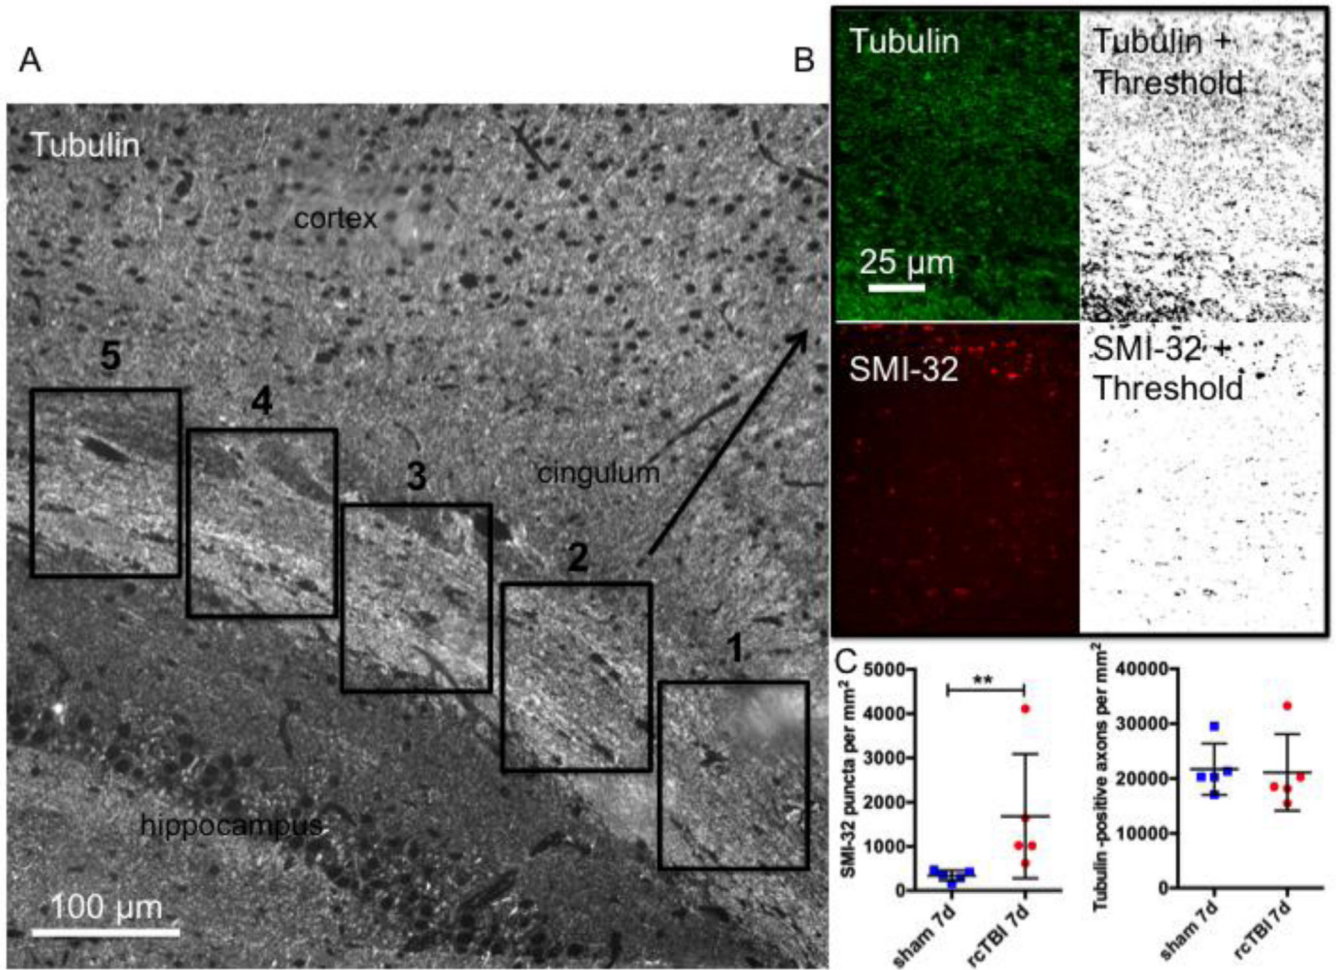 A
Tubulin
cortex
5
4
3
cingulum
2
1
hippocampus
100 µm
B
Tubulin
Tubulin +
Threshold
25 µm
SMI-32
SMI-32 +
Threshold
C
SMI-32 puncta per mm²
5000
4000
3000
2000
1000
0
**
sham 7d
rcTBI 7d
Tubulin -positive axons per mm²
40000
30000
20000
10000
0
sham 7d
rcTBI 7d